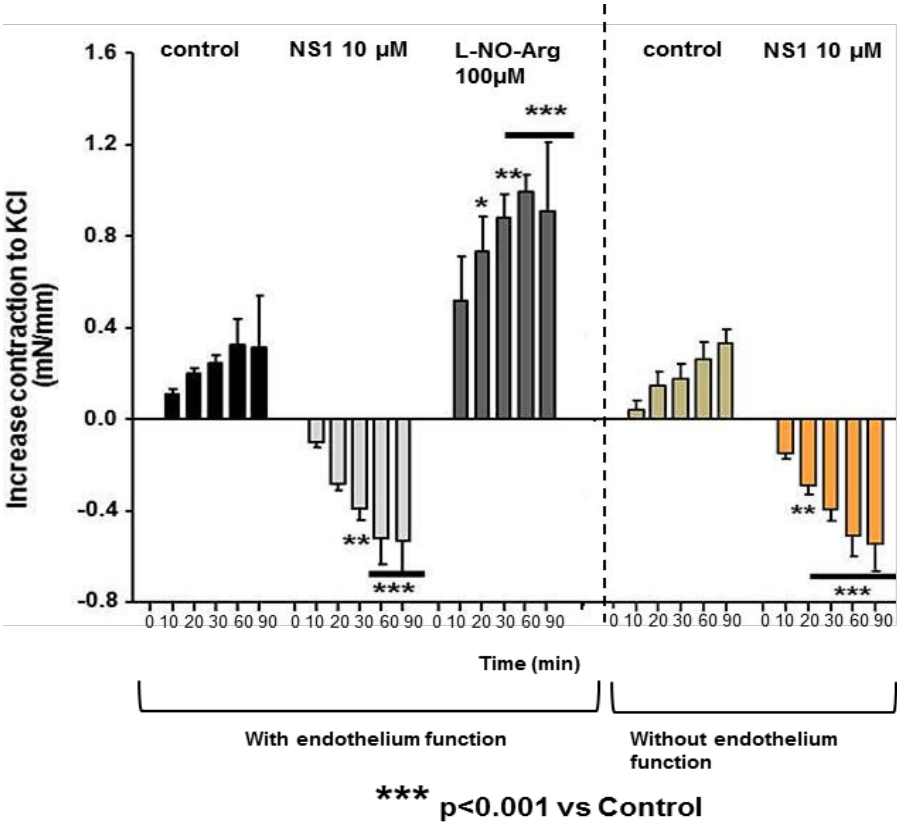 control
NS1 10 µM
L-NO-Arg
100µM
control
NS1 10 µM
***
**
*
1.6
1.2
0.8
0.4
0.0
-0.4
-0.8
Increase contraction to KCl
(mN/mm)
**
***
**
***
0 10 20 30 60 90 0 10 20 30 60 90 0 10 20 30 60 90 0 10 20 30 60 90 0 10 20 30 60 90
Time (min)
With endothelium function
Without endothelium
function
*** p<0.001 vs Control